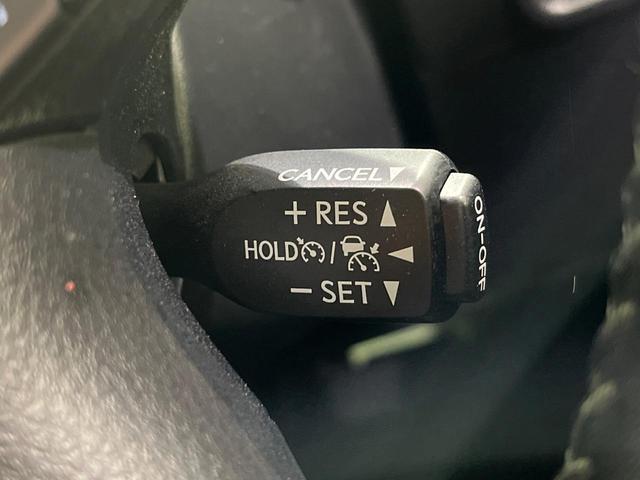 CANCEL▼
+ RES ▲
HOLD / ◀
− SET ▼
ON-OFF